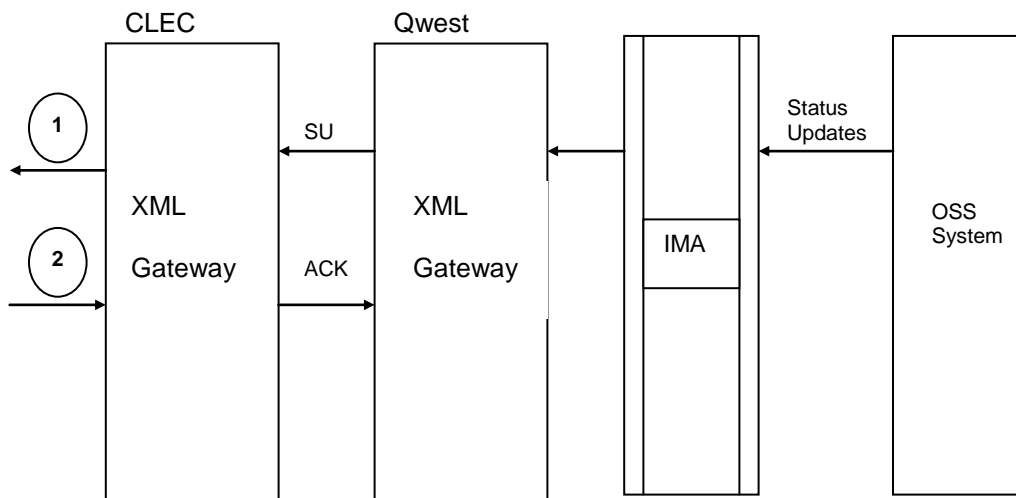 CLEC
Qwest
1
SU
Status
Updates
XML
Gateway
XML
Gateway
IMA
OSS
System
2
ACK